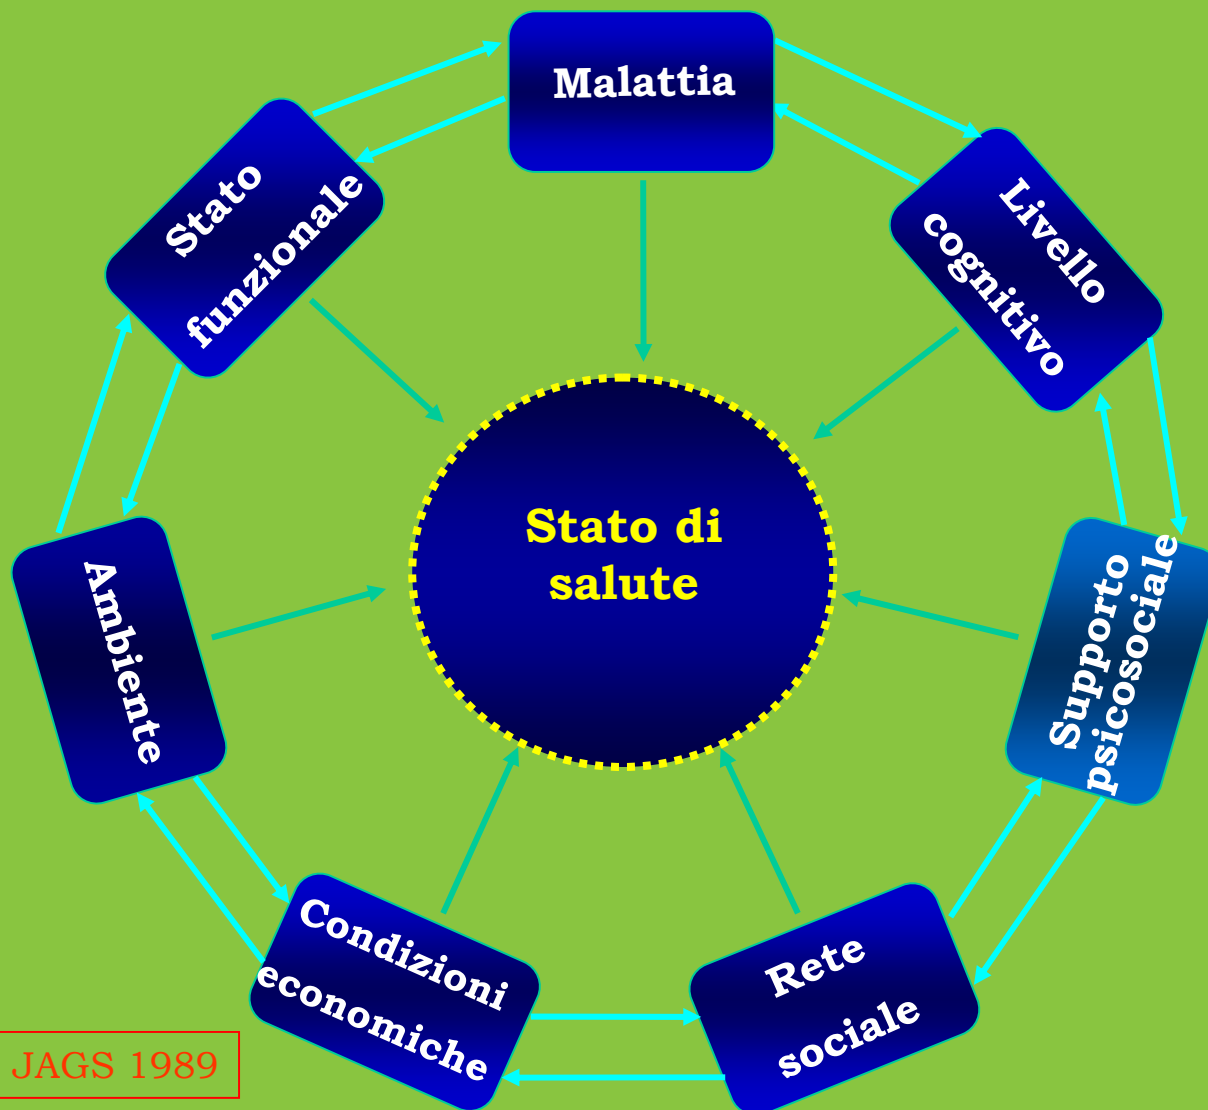 Malattia
Stato
funzionale
Livello
cognitivo
Stato di
salute
Supporto
psicosociale
Ambiente
Condizioni
economiche
Rete
sociale
JAGS 1989